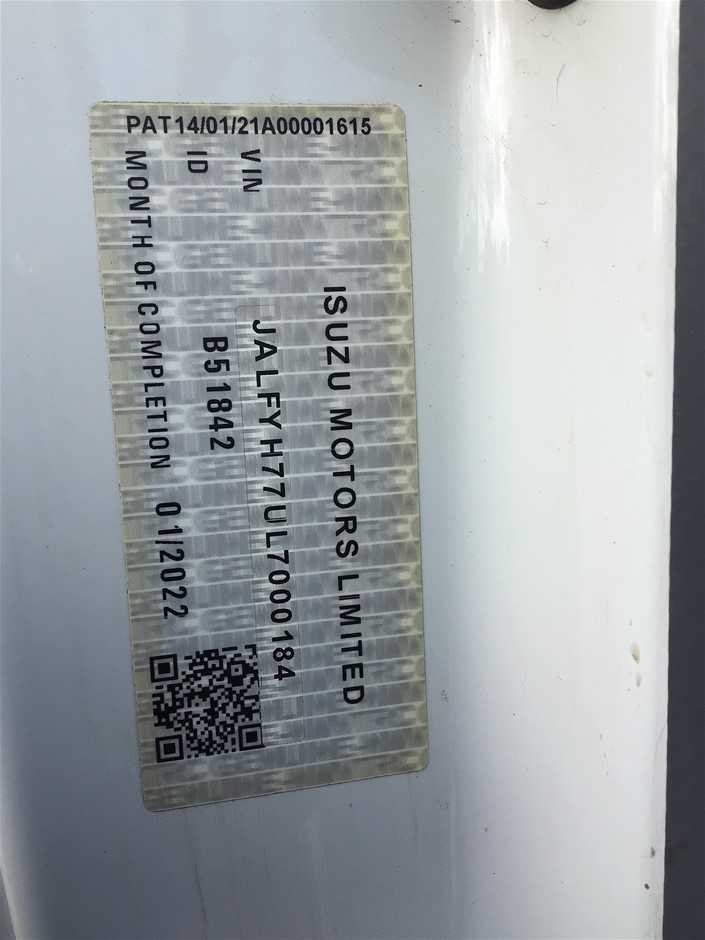 PAT14/01/21A00001615
ISUZU MOTORS LIMITED
VIN JALFYH77UL7000184
ID B51842
MONTH OF COMPLETION 01/2022